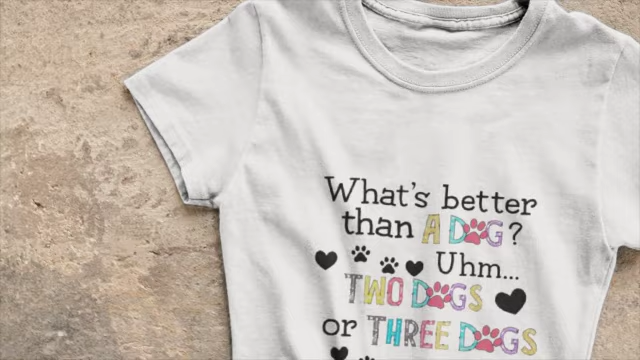 What's better
than A DOG?
Uhm...
TWO DOGS
or THREE DOGS